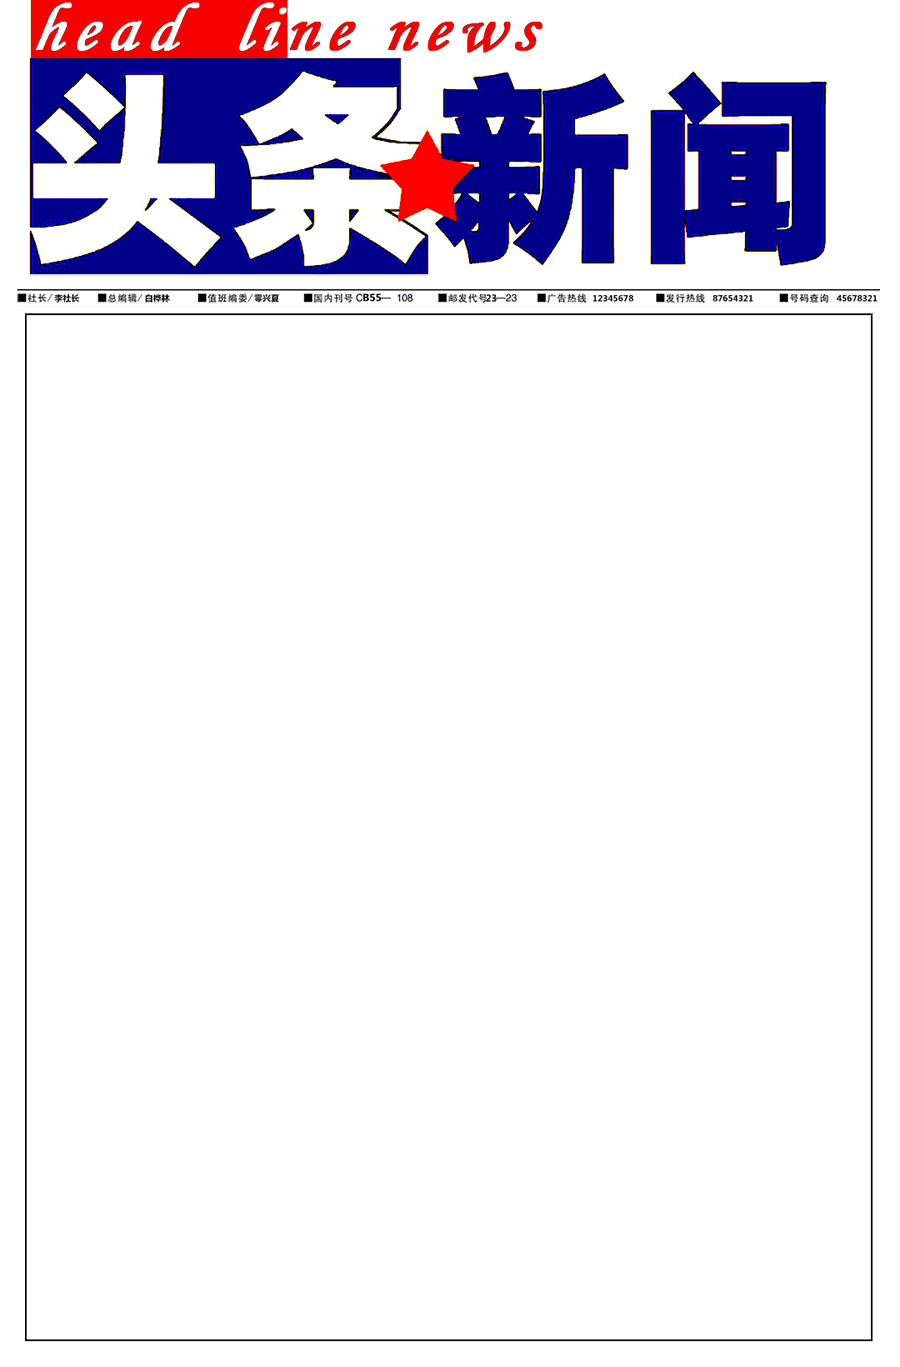 head line news
头条新闻
■社长/李社长 ■总编辑/白桦林 ■值班编委/零兴夏 ■国内刊号 CB55— 108 ■邮发代号23—23 ■广告热线 12345678 ■发行热线 87654321 ■号码查询 45678321